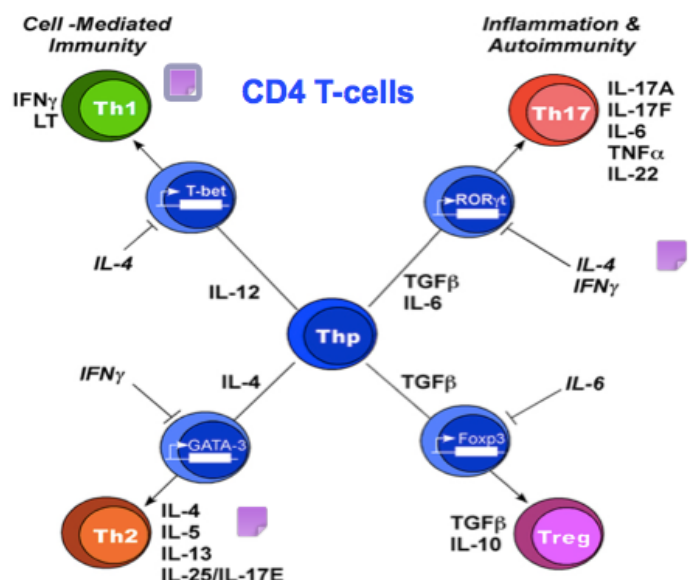 Cell -Mediated
Immunity
Inflammation &
Autoimmunity
CD4 T-cells
IFNγ
LT
Th1
Th17
IL-17A
IL-17F
IL-6
TNFα
IL-22
T-bet
RORγt
IL-4
IL-12
TGFβ
IL-6
IL-4
IFNγ
Thp
IFNγ
IL-4
TGFβ
IL-6
GATA-3
Foxp3
Th2
IL-4
IL-5
IL-13
IL-25/IL-17E
TGFβ
IL-10
Treg